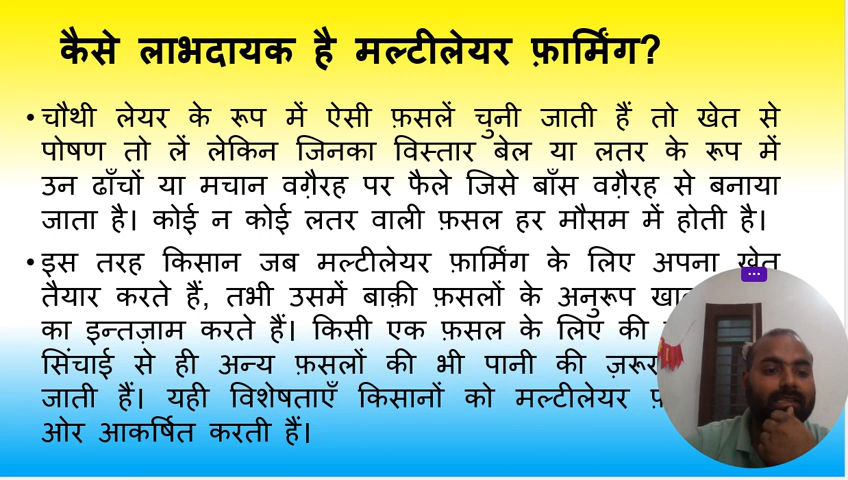 कैसे लाभदायक है मल्टीलेयर फ़ार्मिंग?
• चौथी लेयर के रूप में ऐसी फ़सलें चुनी जाती हैं तो खेत से
पोषण तो लें लेकिन जिनका विस्तार बेल या लतर के रूप में
उन ढाँचों या मचान वग़ैरह पर फैले जिसे बाँस वग़ैरह से बनाया
जाता है। कोई न कोई लतर वाली फ़सल हर मौसम में होती है।
• इस तरह किसान जब मल्टीलेयर फ़ार्मिंग के लिए अपना खेत
तैयार करते हैं, तभी उसमें बाक़ी फ़सलों के अनुरूप
का इन्तज़ाम करते हैं। किसी एक फ़सल के लिए की
सिंचाई से ही अन्य फ़सलों की भी पानी की
जाती हैं। यही विशेषताएँ किसानों को मल्टीलेयर
ओर आकर्षित करती हैं।